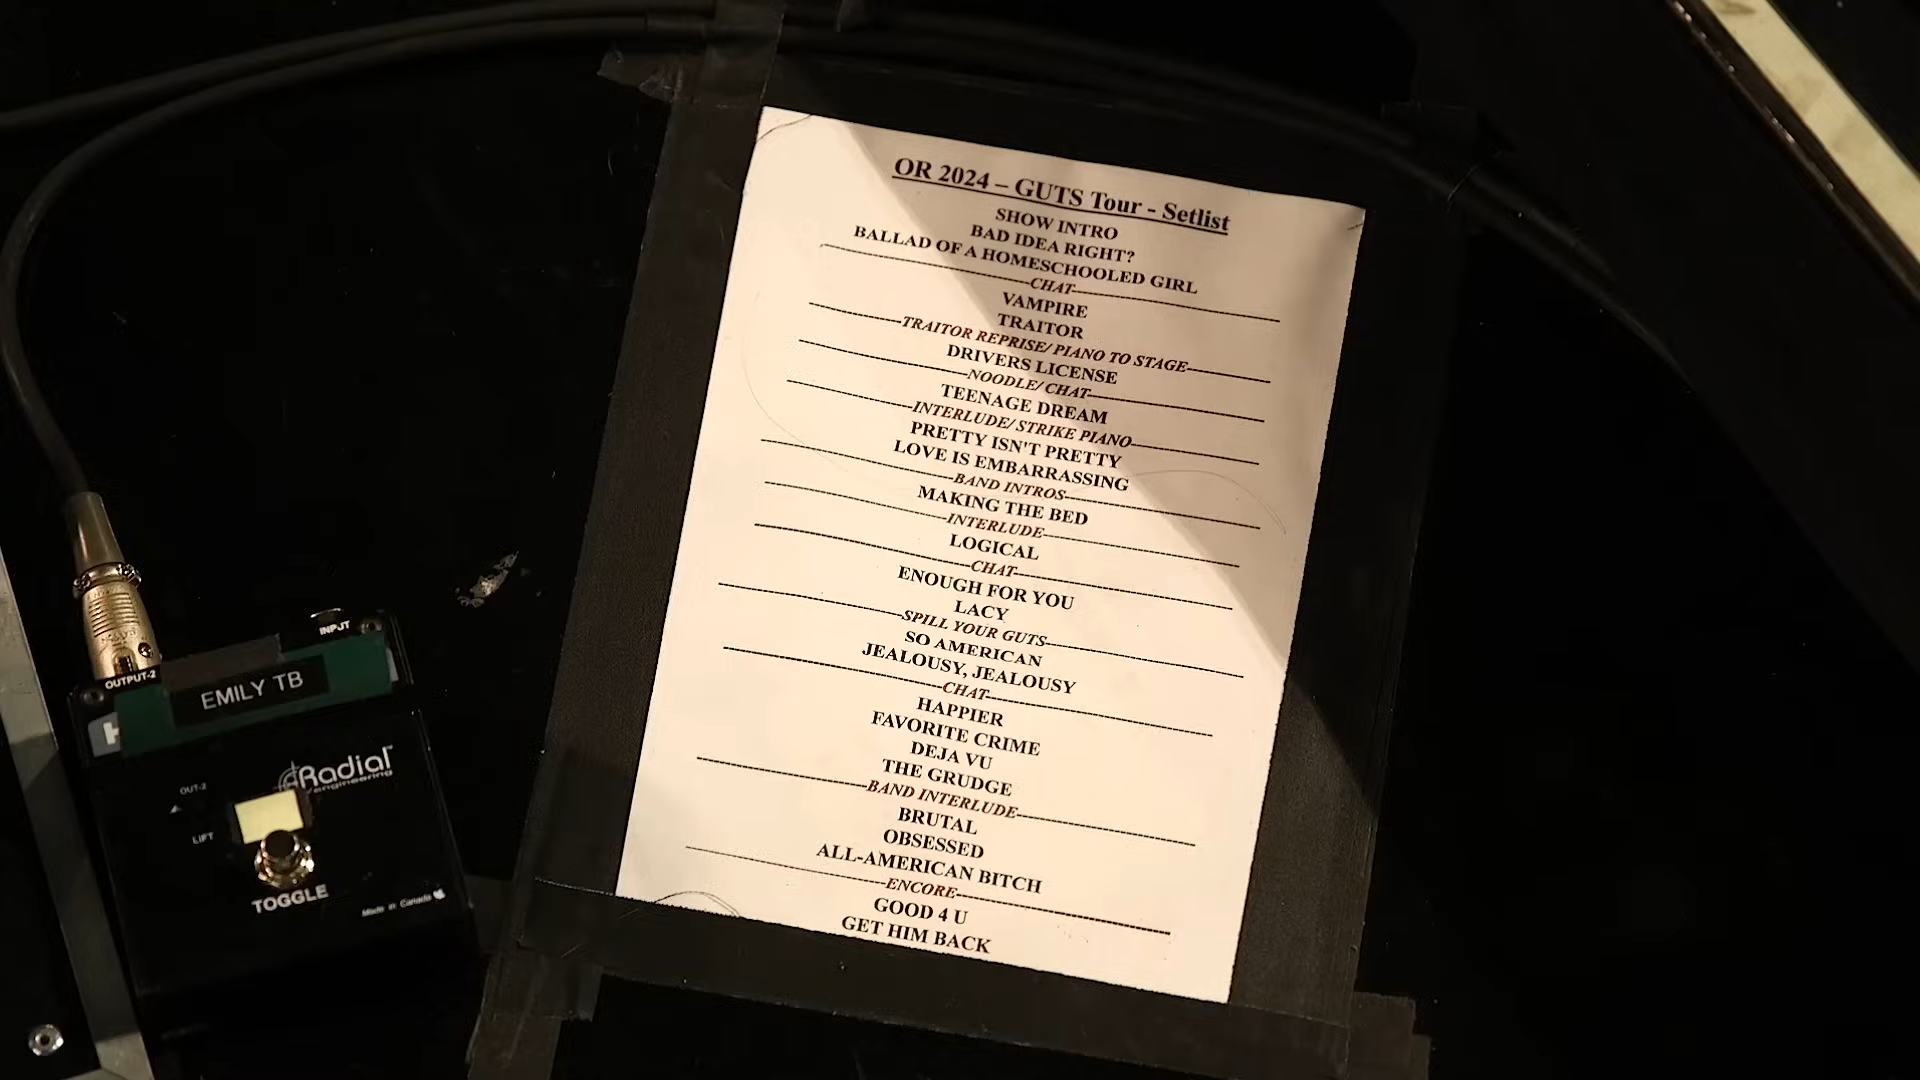 OR 2024 – GUTS Tour - Setlist
SHOW INTRO
BAD IDEA RIGHT?
BALLAD OF A HOMESCHOOLED GIRL
CHAT
VAMPIRE
TRAITOR
TRAITOR REPRISE/ PIANO TO STAGE
DRIVERS LICENSE
NOODLE/ CHAT
TEENAGE DREAM
INTERLUDE/ STRIKE PIANO
PRETTY ISN'T PRETTY
LOVE IS EMBARRASSING
BAND INTROS
MAKING THE BED
INTERLUDE
LOGICAL
CHAT
ENOUGH FOR YOU
LACY
SPILL YOUR GUTS
SO AMERICAN
JEALOUSY, JEALOUSY
CHAT
HAPPIER
FAVORITE CRIME
DEJA VU
THE GRUDGE
BAND INTERLUDE
BRUTAL
OBSESSED
ALL-AMERICAN BITCH
ENCORE
GOOD 4 U
GET HIM BACK
INPUT
OUTPUT-2
EMILY TB
Radial
engineering
OUT-2
LIFT
TOGGLE
Made in Canada